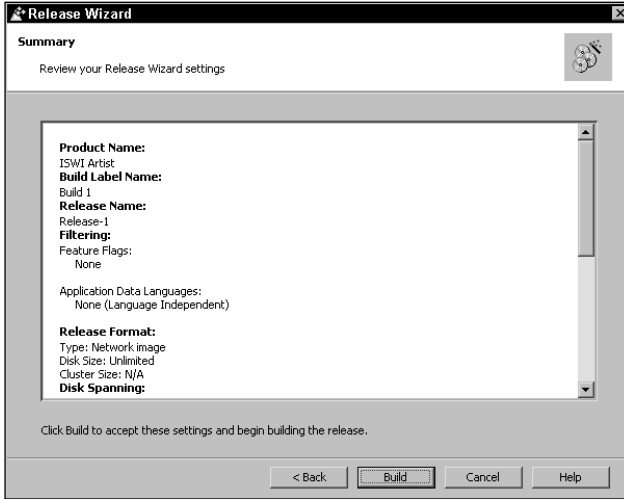 Release Wizard
Summary
Review your Release Wizard settings
Product Name:
ISWI Artist
Build Label Name:
Build 1
Release Name:
Release-1
Filtering:
Feature Flags:
None
Application Data Languages:
None (Language Independent)
Release Format:
Type: Network image
Disk Size: Unlimited
Cluster Size: N/A
Disk Spanning:
Click Build to accept these settings and begin building the release.
< Back Build Cancel Help